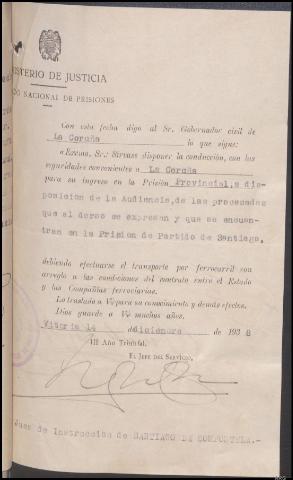 MINISTERIO DE JUSTICIA
NACIONAL DE PRISIONES
Con esta fecha digo al Sr. Gobernador civil de
La Coruña lo que sigue:
«Excmo. Sr.: Sírvase disponer la conducción, con las
seguridades convenientes a La Coruña
para su ingreso en la Prisión Provincial, a dis-
posición de la Audiencia, de las procesadas
que al dorso se expresan y que se encuen-
tran en la Prision de Partido de Santiago,
debiendo efectuarse el transporte por ferrocarril con
arreglo a las condiciones del contrato entre el Estado
y las Compañías ferroviarias.
Lo traslado a V para su conocimiento y demás efectos.
Dios guarde a V muchos años.
Vitoria 14 de diciembre de 1938
III Año Triunfal.
EL JEFE DEL SERVICIO,
Juez de Instrucción de SANTIAGO DE COMPOSTELA.-